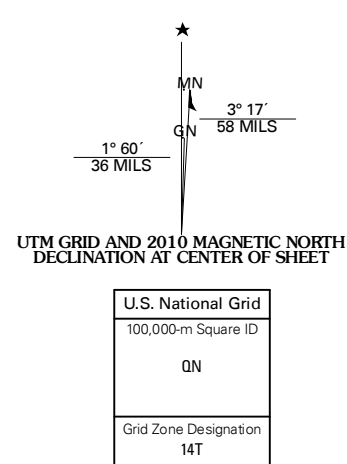 MN
3° 17´
58 MILS
GN
1° 60´
36 MILS
UTM GRID AND 2010 MAGNETIC NORTH
DECLINATION AT CENTER OF SHEET
U.S. National Grid
100,000-m Square ID
QN
Grid Zone Designation
14T